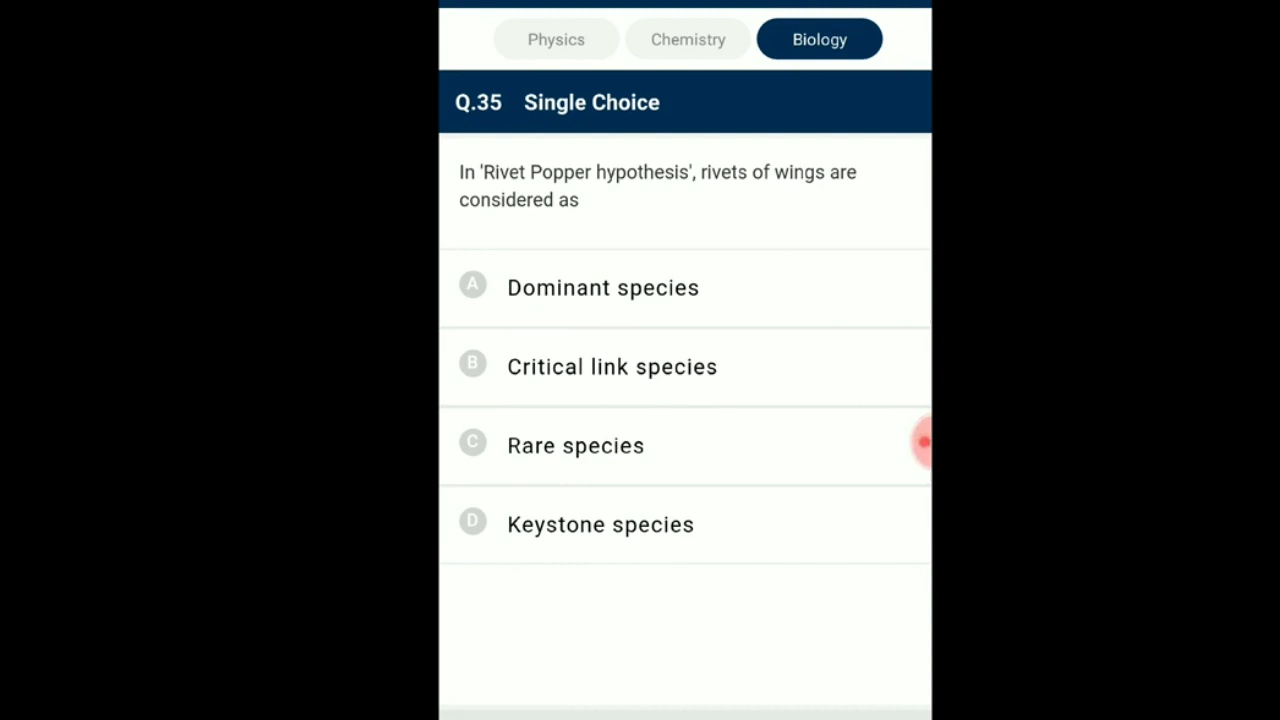 Physics Chemistry Biology
Q.35 Single Choice
In 'Rivet Popper hypothesis', rivets of wings are
considered as
A Dominant species
B Critical link species
C Rare species
D Keystone species